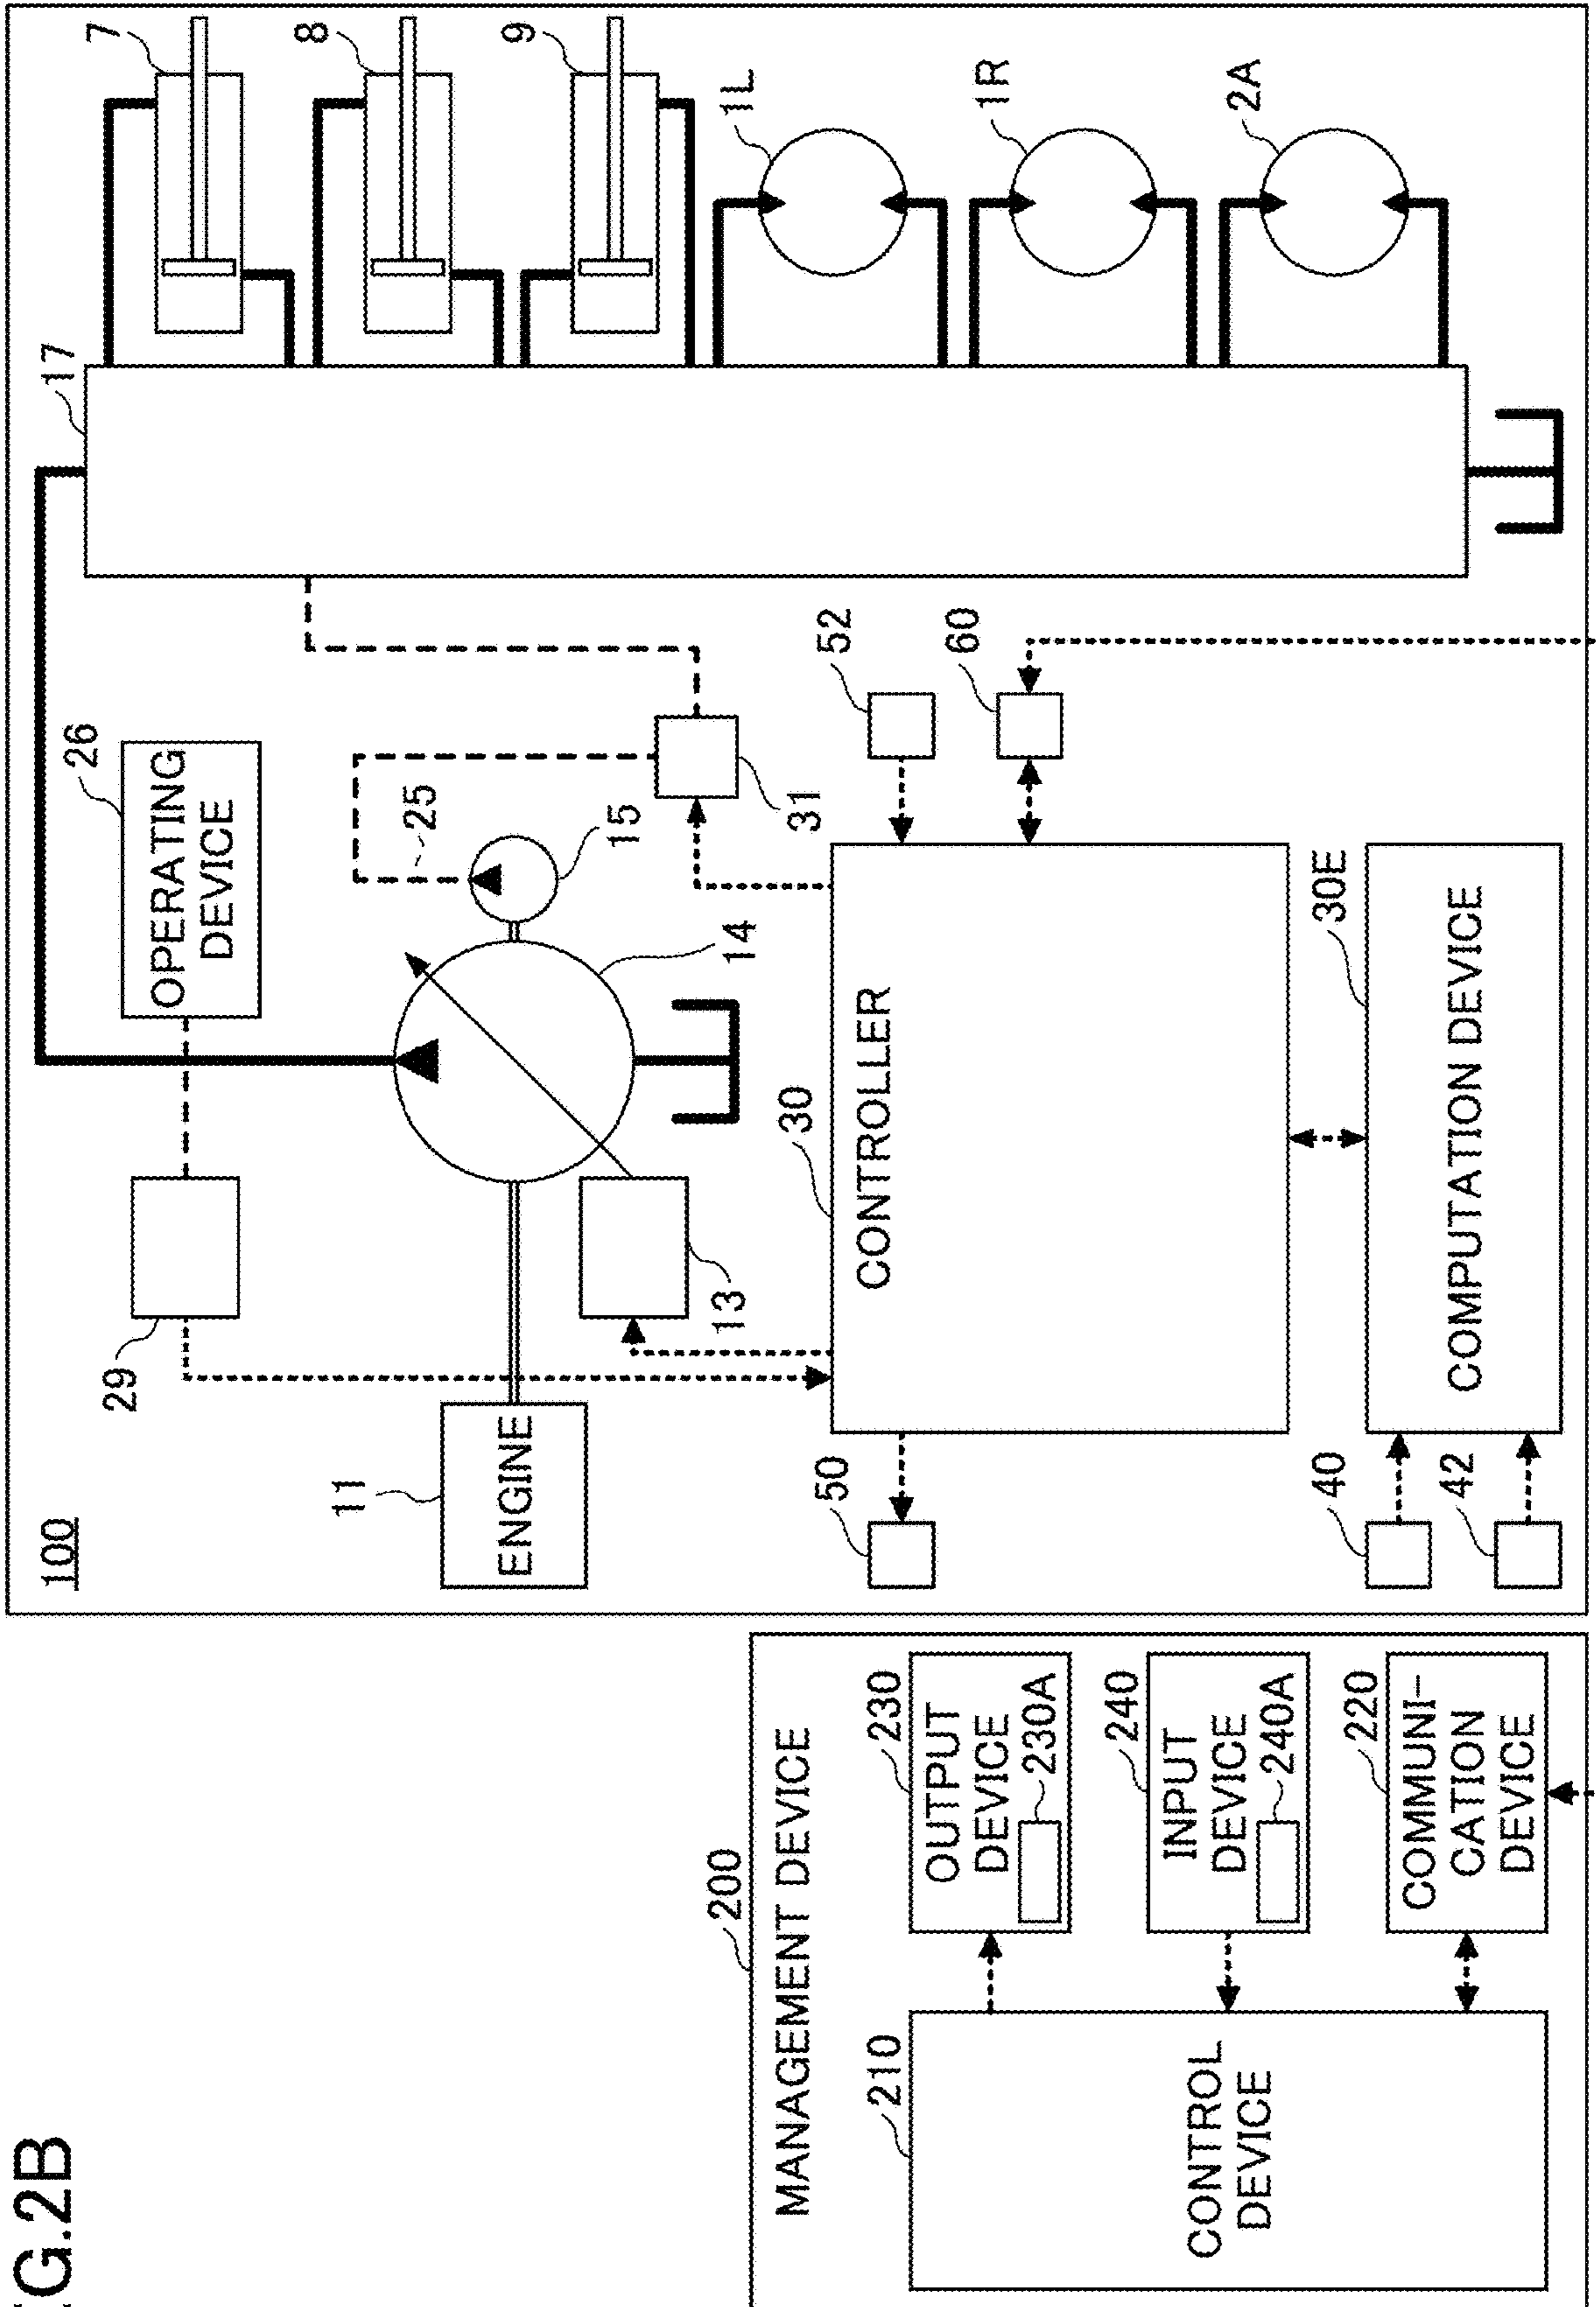 G.2B
200
MANAGEMENT DEVICE
210
CONTROL
DEVICE
230
OUTPUT
DEVICE
230A
240
INPUT
DEVICE
240A
220
COMMUNI-
CATION
DEVICE
100
29
26
OPERATING
DEVICE
11
ENGINE
13
14
25
15
31
17
7
8
9
1L
1R
2A
50
30
CONTROLLER
52
60
40
42
30E
COMPUTATION DEVICE